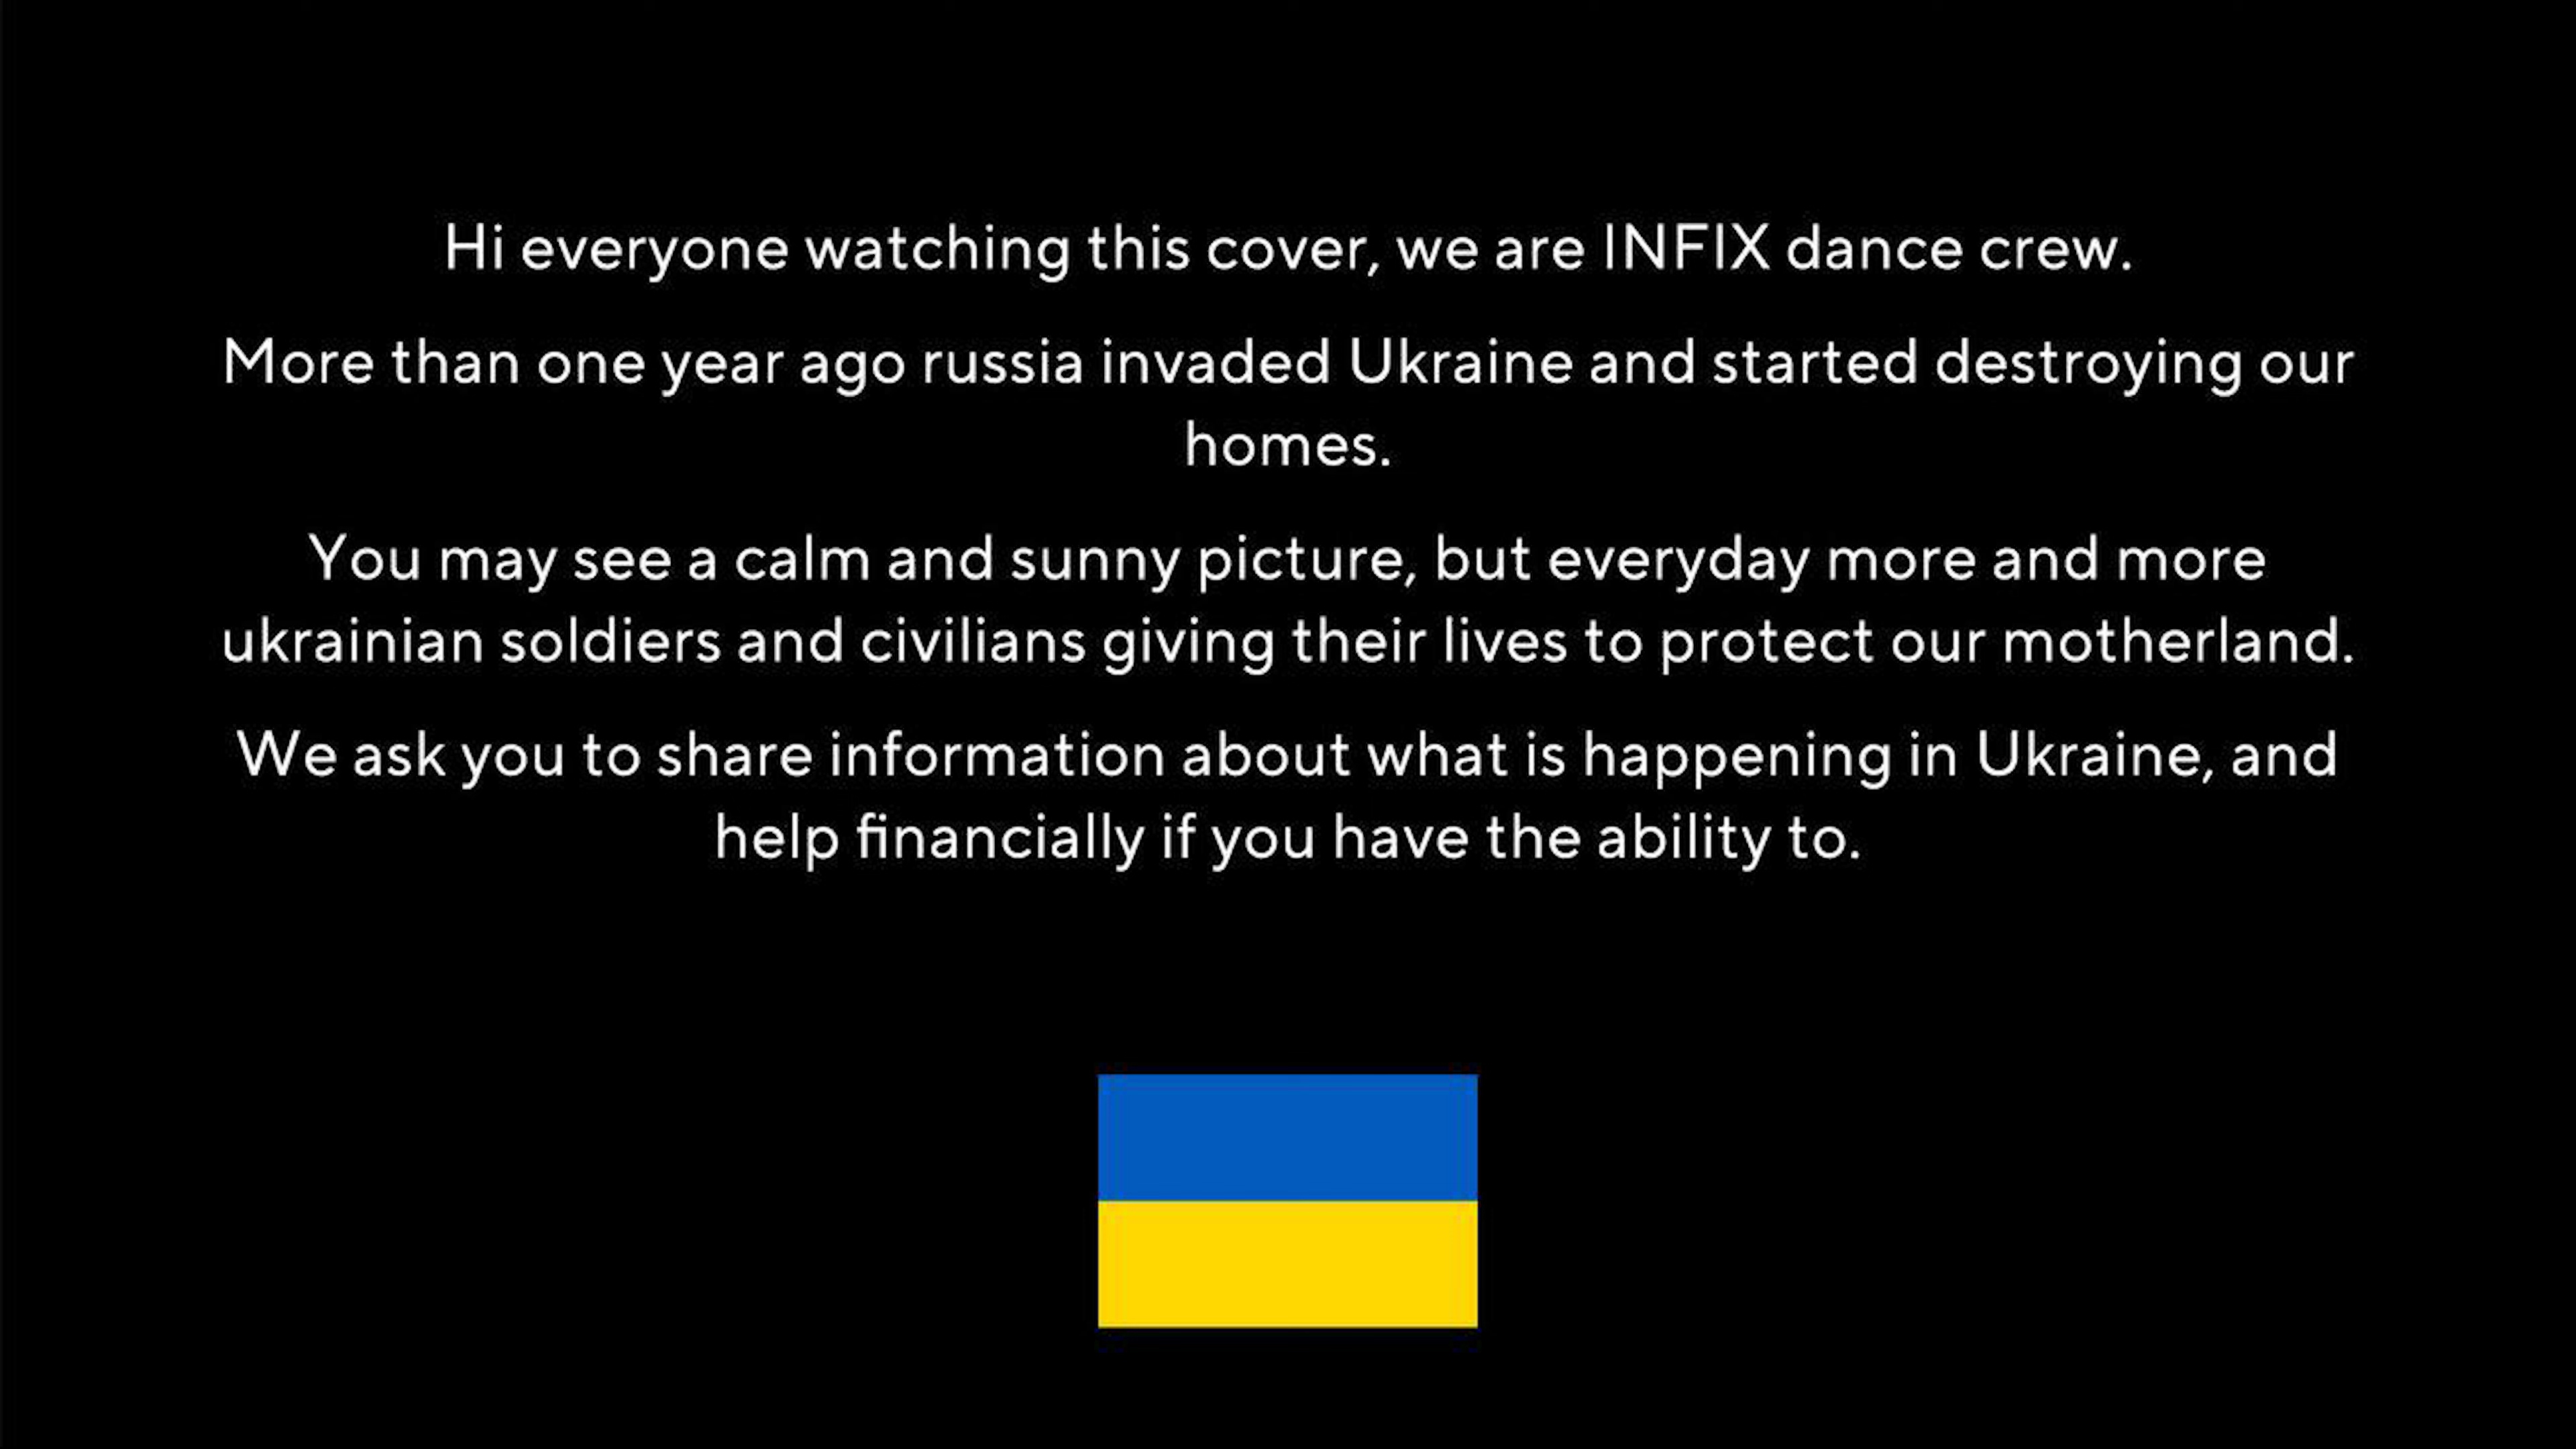 Hi everyone watching this cover, we are INFIX dance crew.
More than one year ago russia invaded Ukraine and started destroying our
homes.
You may see a calm and sunny picture, but everyday more and more
ukrainian soldiers and civilians giving their lives to protect our motherland.
We ask you to share information about what is happening in Ukraine, and
help financially if you have the ability to.